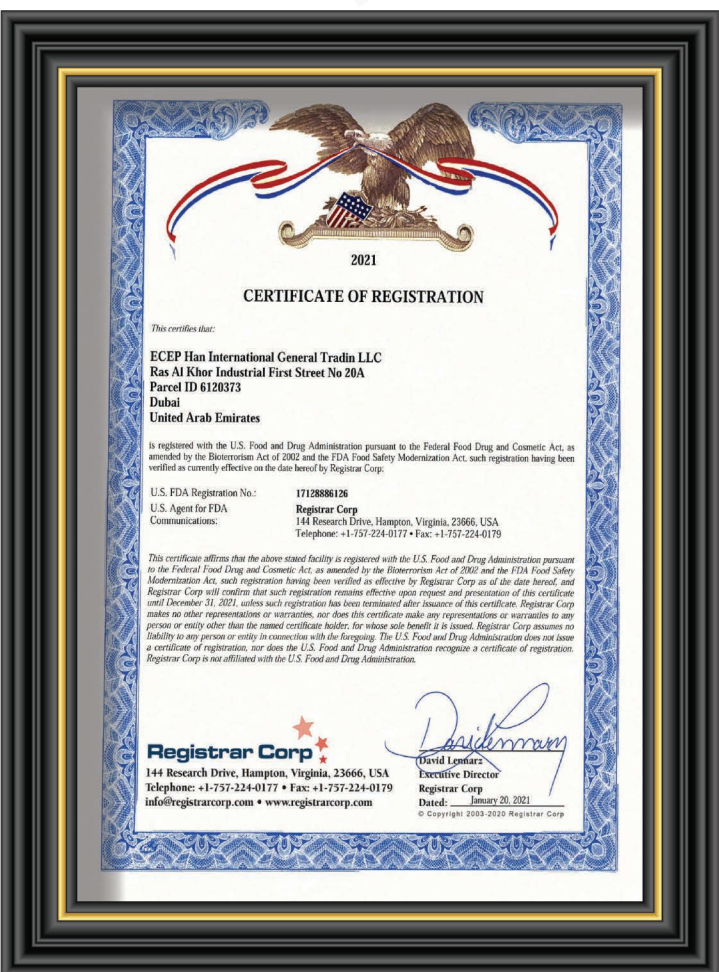 2021
CERTIFICATE OF REGISTRATION
This certifies that:
ECEP Han International General Tradin LLC
Ras Al Khor Industrial First Street No 20A
Parcel ID 6120373
Dubai
United Arab Emirates
is registered with the U.S. Food and Drug Administration pursuant to the Federal Food Drug and Cosmetic Act, as
amended by the Bioterrorism Act of 2002 and the FDA Food Safety Modernization Act, such registration having been
verified as currently effective on the date hereof by Registrar Corp:
U.S. FDA Registration No.: 17128886126
U.S. Agent for FDA Registrar Corp
Communications: 144 Research Drive, Hampton, Virginia, 23666, USA
Telephone: +1-757-224-0177 • Fax: +1-757-224-0179
This certificate affirms that the above stated facility is registered with the U.S. Food and Drug Administration pursuant
to the Federal Food Drug and Cosmetic Act, as amended by the Bioterrorism Act of 2002 and the FDA Food Safety
Modernization Act, such registration having been verified as effective by Registrar Corp as of the date hereof, and
Registrar Corp will confirm that such registration remains effective upon request and presentation of this certificate
until December 31, 2021, unless such registration has been terminated after issuance of this certificate. Registrar Corp
makes no other representations or warranties, nor does this certificate make any representations or warranties to any
person or entity other than the named certificate holder, for whose sole benefit it is issued. Registrar Corp assumes no
liability to any person or entity in connection with the foregoing. The U.S. Food and Drug Administration does not issue
a certificate of registration, nor does the U.S. Food and Drug Administration recognize a certificate of registration.
Registrar Corp is not affiliated with the U.S. Food and Drug Administration.
Registrar Corp
144 Research Drive, Hampton, Virginia, 23666, USA
Telephone: +1-757-224-0177 • Fax: +1-757-224-0179
info@registrarcorp.com • www.registrarcorp.com
David Lennarz
David Lennarz
Executive Director
Registrar Corp
Dated: January 20, 2021
© Copyright 2003-2020 Registrar Corp